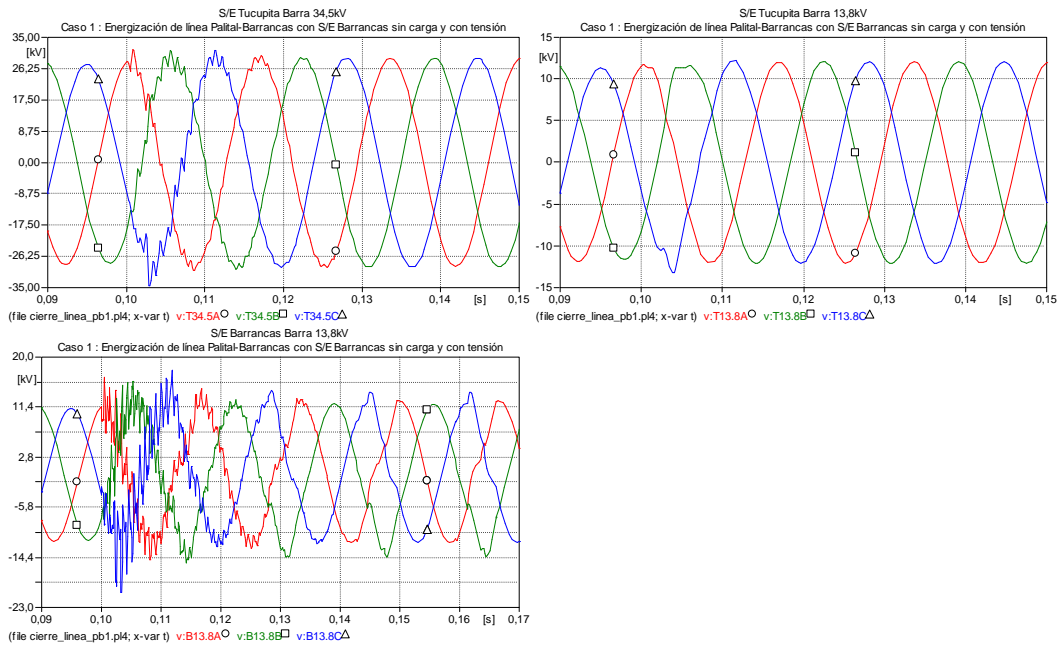 S/E Tucupita Barra 34,5kV
Caso 1 : Energización de línea Palital-Barrancas con S/E Barrancas sin carga y con tensión
35,00
[kV]
26,25
17,50
8,75
0,00
-8,75
-17,50
-26,25
-35,00
0,09 0,10 0,11 0,12 0,13 0,14 [s] 0,15
(file cierre_linea_pb1.pl4; x-var t) v:T34.5A v:T34.5B v:T34.5C
S/E Tucupita Barra 13,8kV
Caso 1 : Energización de línea Palital-Barrancas con S/E Barrancas sin carga y con tensión
15
[kV]
10
5
0
-5
-10
-15
0,09 0,10 0,11 0,12 0,13 0,14 [s] 0,15
(file cierre_linea_pb1.pl4; x-var t) v:T13.8A v:T13.8B v:T13.8C
S/E Barrancas Barra 13,8kV
Caso 1 : Energización de línea Palital-Barrancas con S/E Barrancas sin carga y con tensión
20,0
[kV]
11,4
2,8
-5,8
-14,4
-23,0
0,09 0,10 0,11 0,12 0,13 0,14 0,15 0,16 [s] 0,17
(file cierre_linea_pb1.pl4; x-var t) v:B13.8A v:B13.8B v:B13.8C